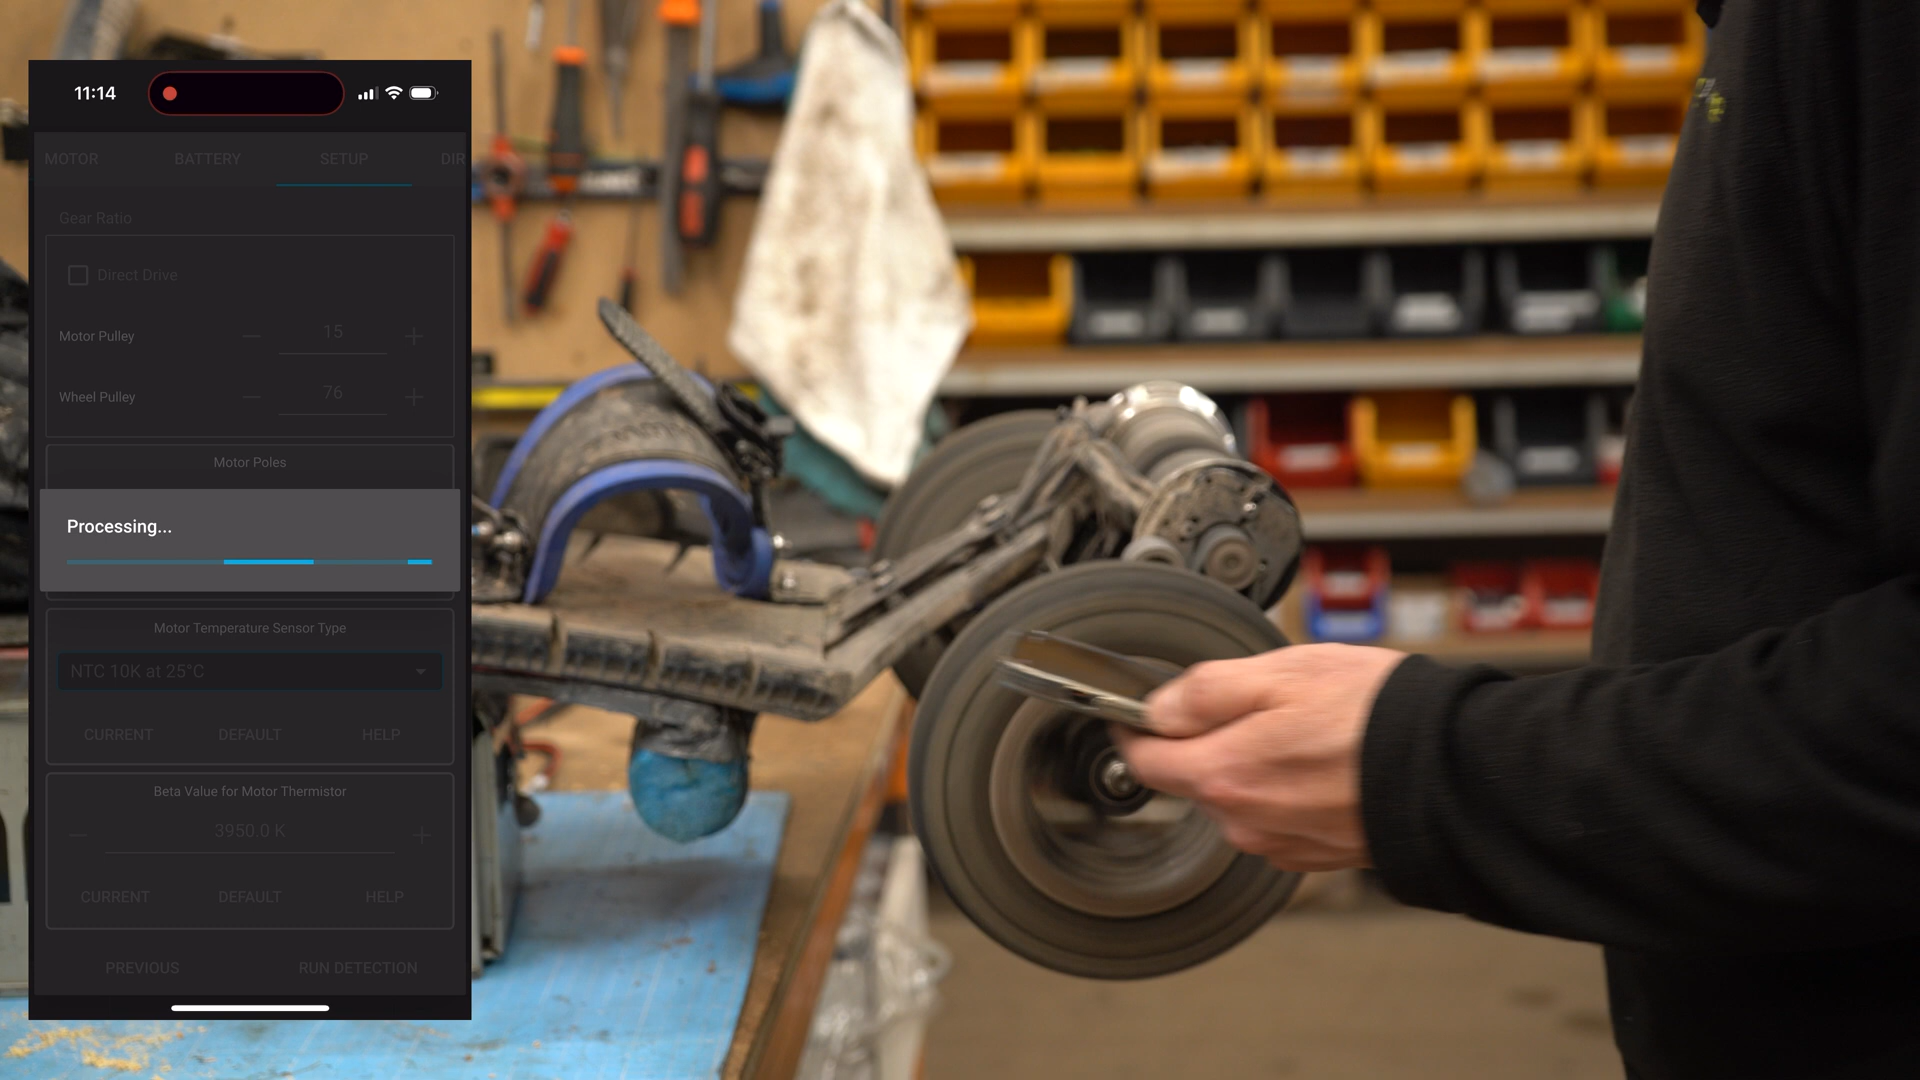 11:14
MOTOR BATTERY SETUP DIR
Gear Ratio
Direct Drive
Motor Pulley 15
Wheel Pulley 76
Motor Poles
Processing...
Motor Temperature Sensor Type
NTC 10K at 25°C
CURRENT DEFAULT HELP
Beta Value for Motor Thermistor
3950.0 K
CURRENT DEFAULT HELP
PREVIOUS RUN DETECTION